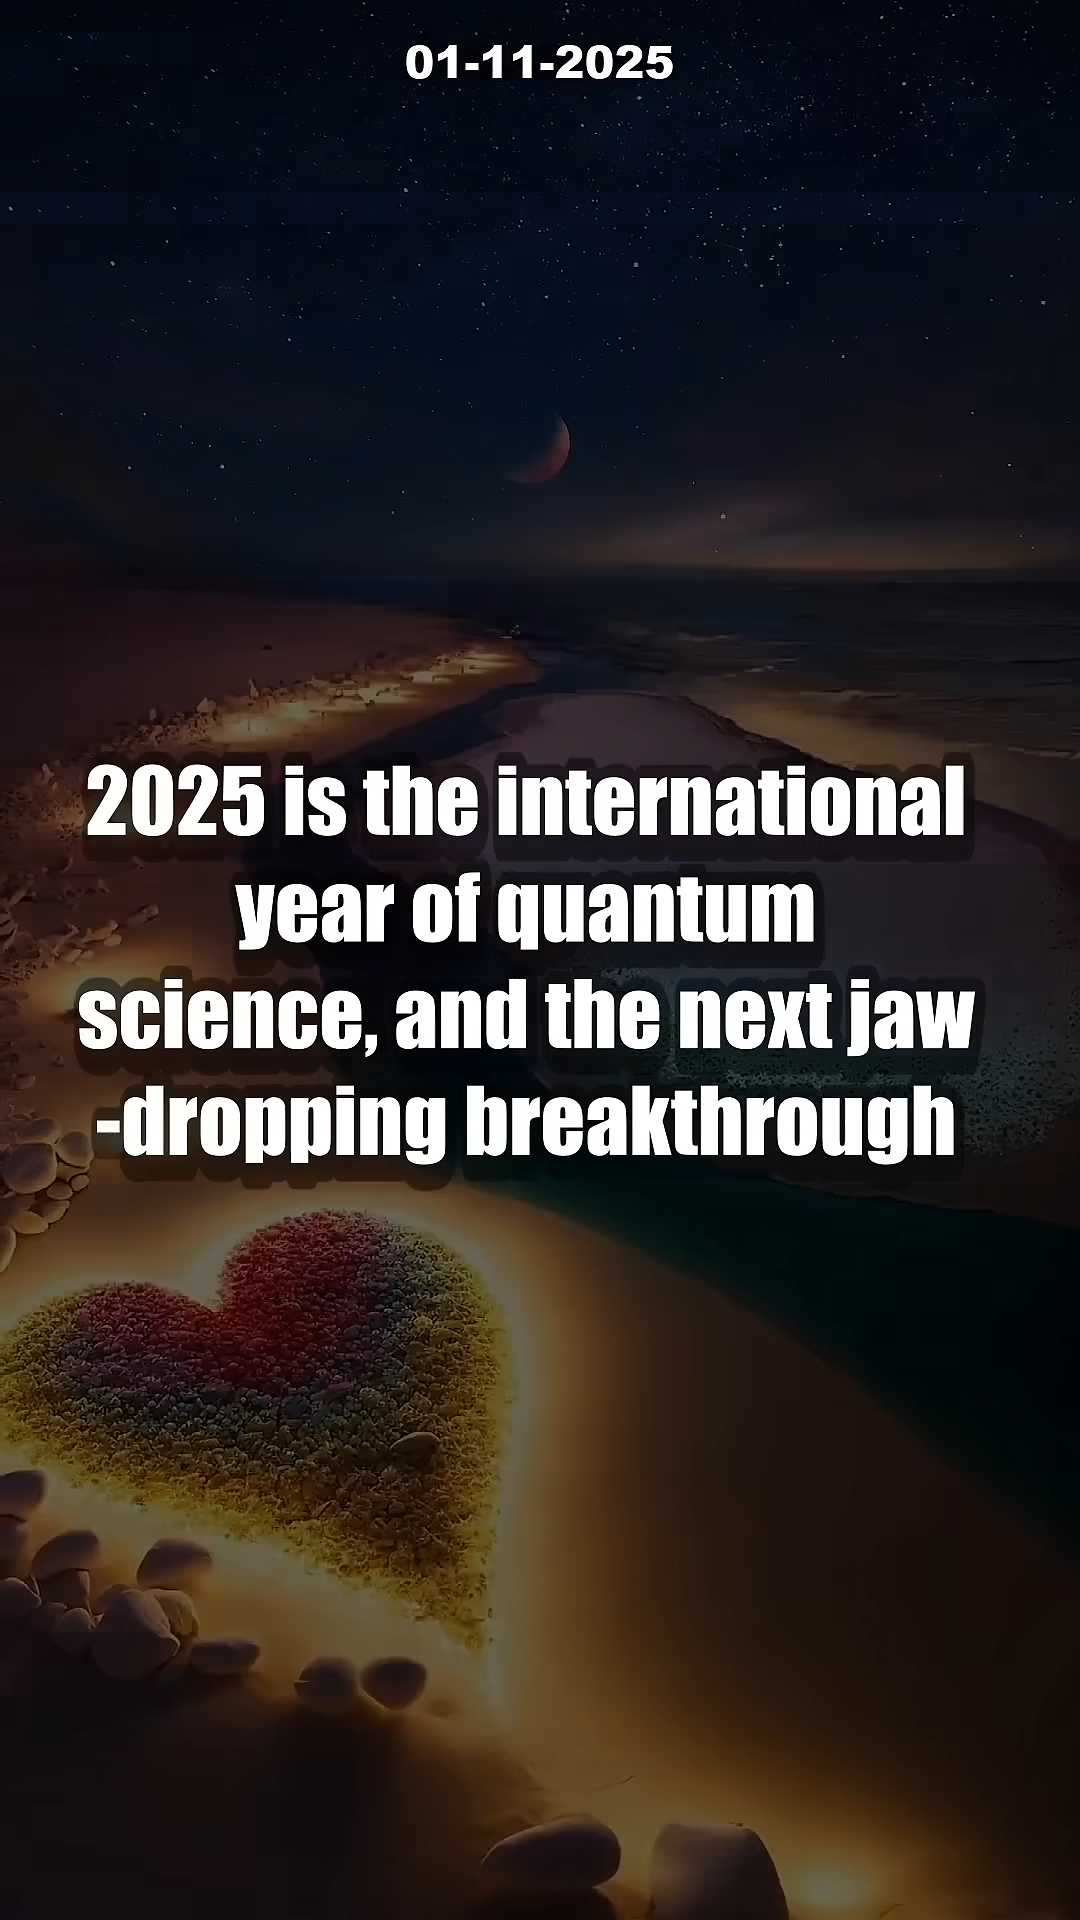 01-11-2025
2025 is the international
year of quantum
science, and the next jaw
-dropping breakthrough